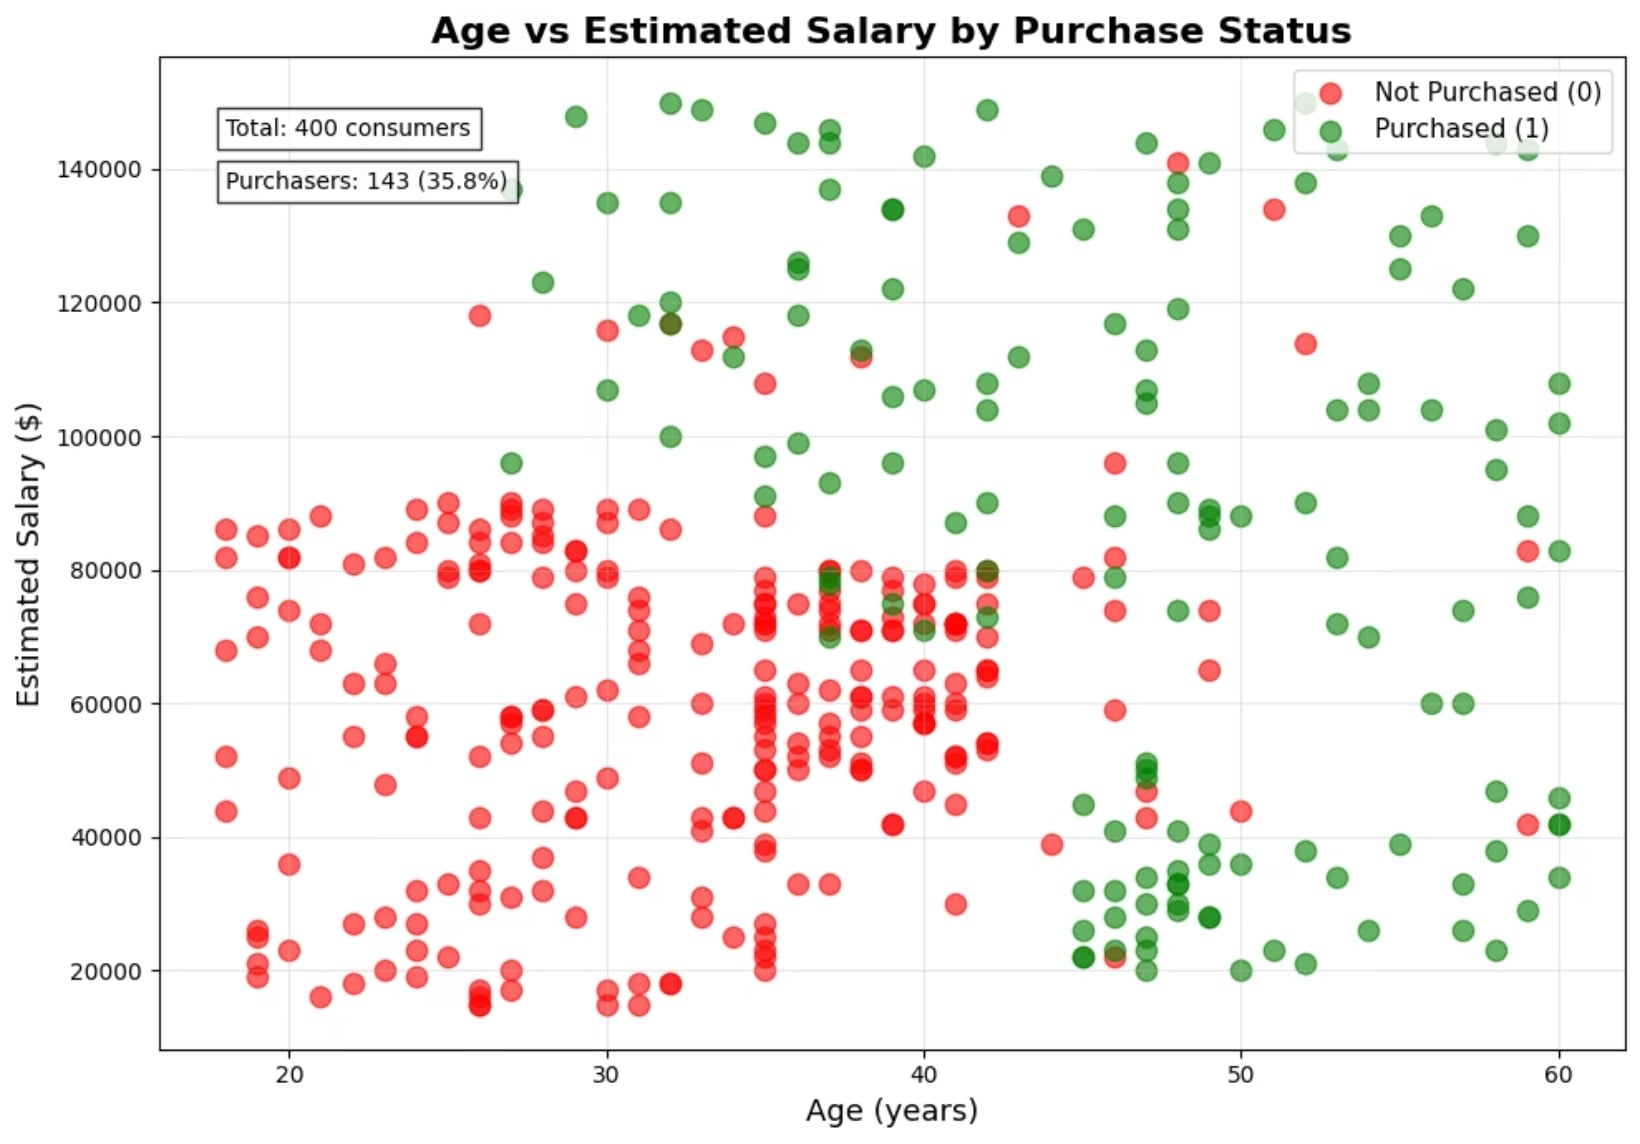 Age vs Estimated Salary by Purchase Status
Total: 400 consumers
Purchasers: 143 (35.8%)
Not Purchased (0)
Purchased (1)
Estimated Salary ($)
140000
120000
100000
80000
60000
40000
20000
20
30
40
50
60
Age (years)